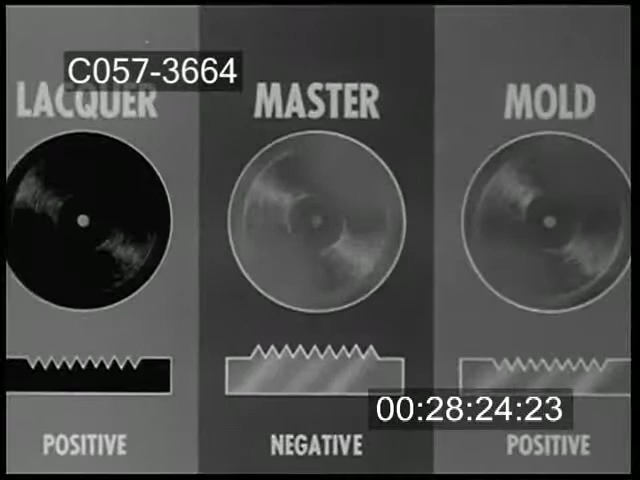 C057-3664
LACQUER
MASTER
MOLD
00:28:24:23
POSITIVE
NEGATIVE
POSITIVE